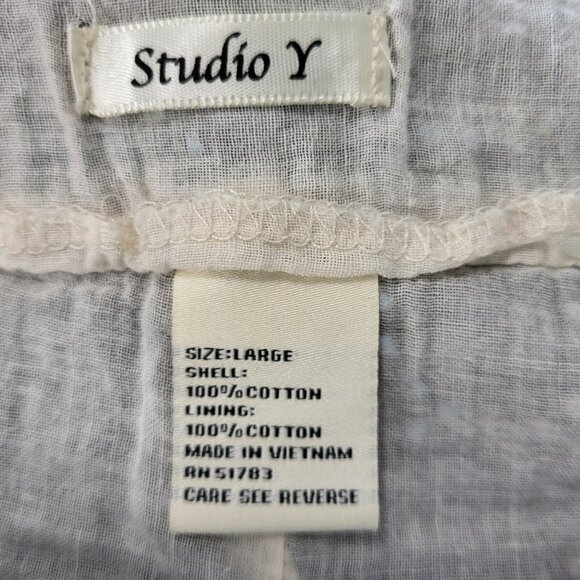 Studio Y
SIZE:LARGE
SHELL:
100%COTTON
LINING:
100%COTTON
MADE IN VIETNAM
RN 51783
CARE SEE REVERSE